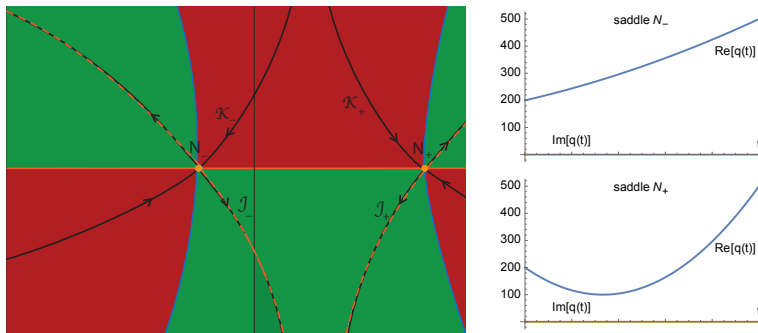 𝒦₋
𝒦₊
N₋
N₊
𝒥₋
𝒥₊
saddle N₋
500
400
300
200
100
Re[q(t)]
Im[q(t)]
saddle N₊
500
400
300
200
100
Re[q(t)]
Im[q(t)]